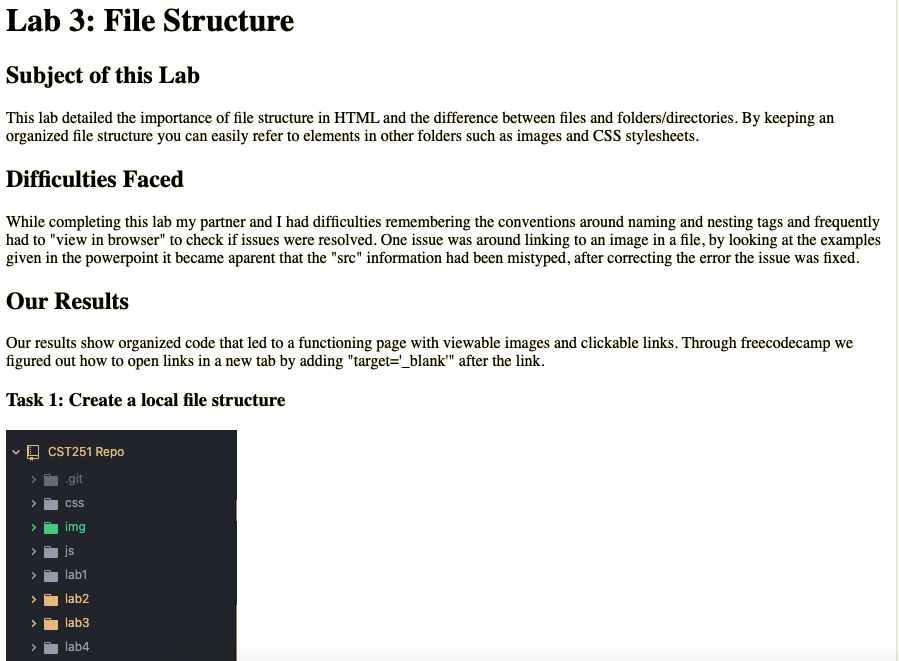 Lab 3: File Structure
Subject of this Lab
This lab detailed the importance of file structure in HTML and the difference between files and folders/directories. By keeping an
organized file structure you can easily refer to elements in other folders such as images and CSS stylesheets.
Difficulties Faced
While completing this lab my partner and I had difficulties remembering the conventions around naming and nesting tags and frequently
had to "view in browser" to check if issues were resolved. One issue was around linking to an image in a file, by looking at the examples
given in the powerpoint it became aparent that the "src" information had been mistyped, after correcting the error the issue was fixed.
Our Results
Our results show organized code that led to a functioning page with viewable images and clickable links. Through freecodecamp we
figured out how to open links in a new tab by adding "target='_blank'" after the link.
Task 1: Create a local file structure
CST251 Repo
.git
css
img
js
lab1
lab2
lab3
lab4